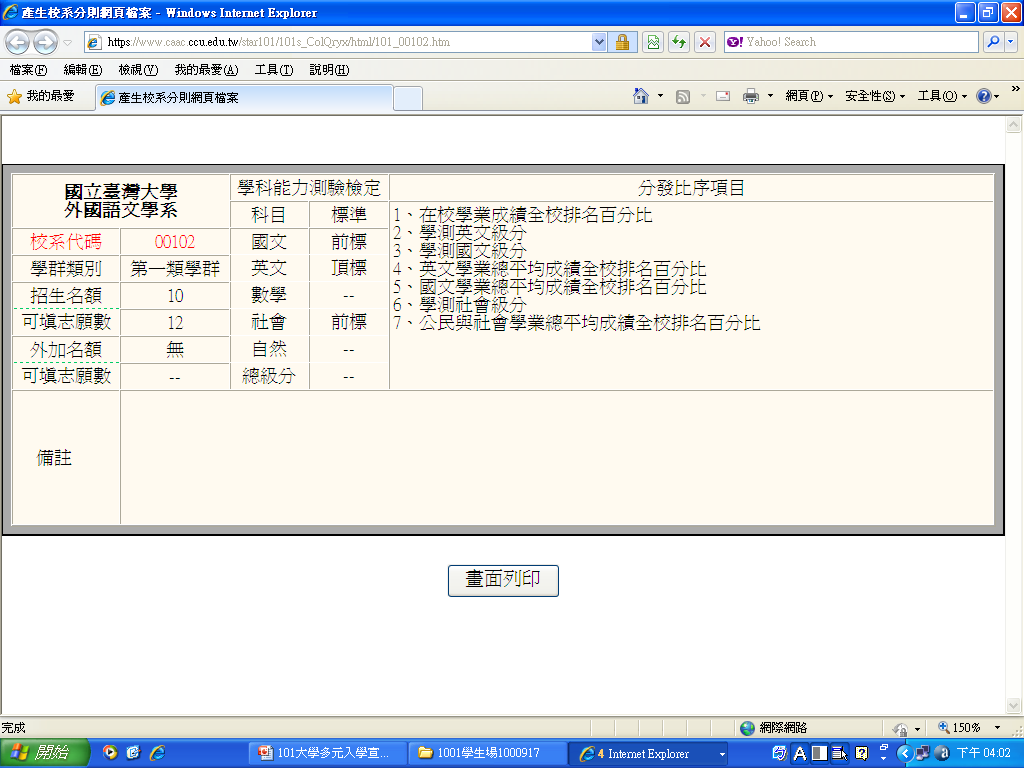 產生校系分則網頁檔案 - Windows Internet Explorer
https://www.caac.ccu.edu.tw/star101/101s_ColQryx/html/101_00102.htm
Yahoo! Search
檔案(F) 編輯(E) 檢視(V) 我的最愛(A) 工具(T) 說明(H)
我的最愛 產生校系分則網頁檔案 網頁(P) 安全性(S) 工具(O) »
國立臺灣大學
外國語文學系
學科能力測驗檢定 分發比序項目
科目 標準
校系代碼 00102 國文 前標
學群類別 第一類學群 英文 頂標
招生名額 10 數學 --
可填志願數 12 社會 前標
外加名額 無 自然 --
可填志願數 -- 總級分 --
1、在校學業成績全校排名百分比
2、學測英文級分
3、學測國文級分
4、英文學業總平均成績全校排名百分比
5、國文學業總平均成績全校排名百分比
6、學測社會級分
7、公民與社會學業總平均成績全校排名百分比
備註
畫面列印
完成 網際網路 150%
開始 101大學多元入學宣... 1001學生場1000917 4 Internet Explorer 下午 04:02